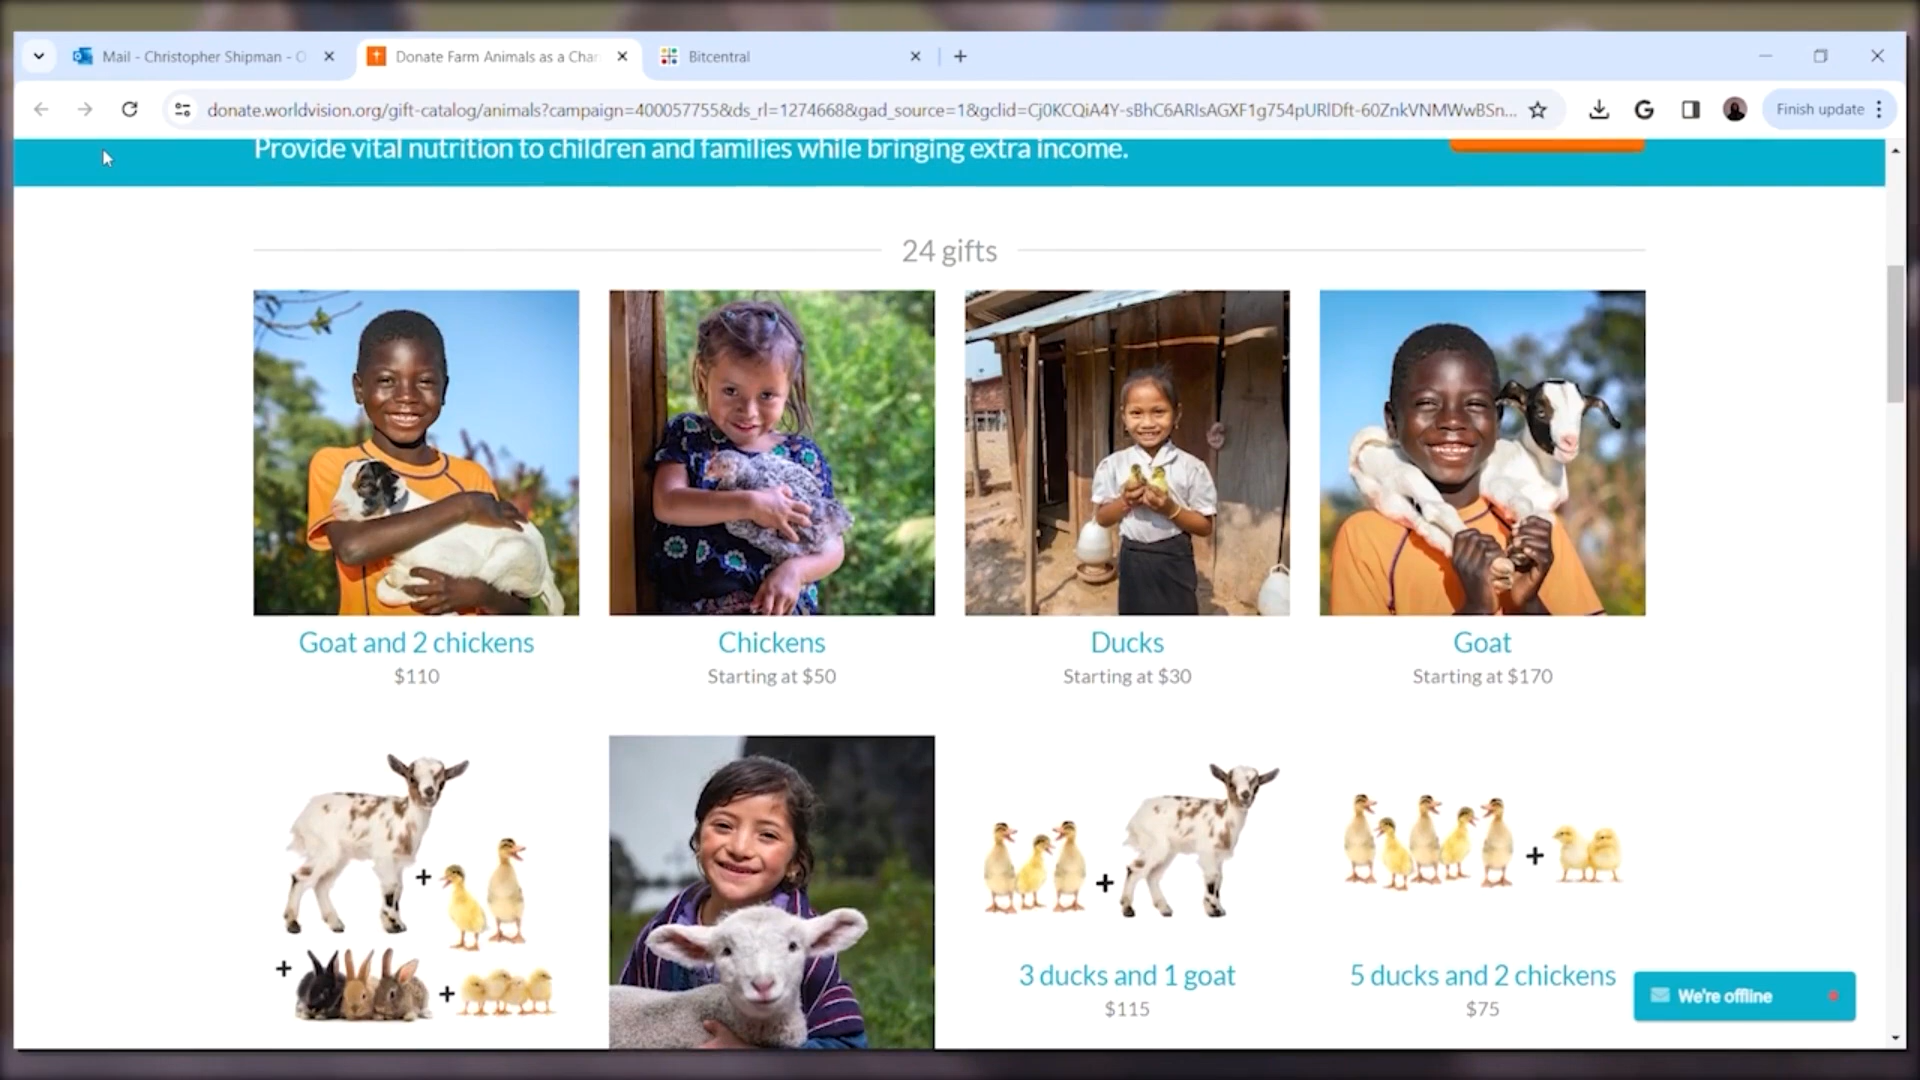 Mail - Christopher Shipman - O
Donate Farm Animals as a Char
Bitcentral
donate.worldvision.org/gift-catalog/animals?campaign=400057755&ds_rl=1274668&gad_source=1&gclid=Cj0KCQiA4Y-sBhC6ARIsAGXF1g754pURlDft-60ZnkVNMWwBSn...
Finish update
Provide vital nutrition to children and families while bringing extra income.
24 gifts
Goat and 2 chickens
$110
Chickens
Starting at $50
Ducks
Starting at $30
Goat
Starting at $170
+
+
+
+
+
3 ducks and 1 goat
$115
5 ducks and 2 chickens
$75
We're offline